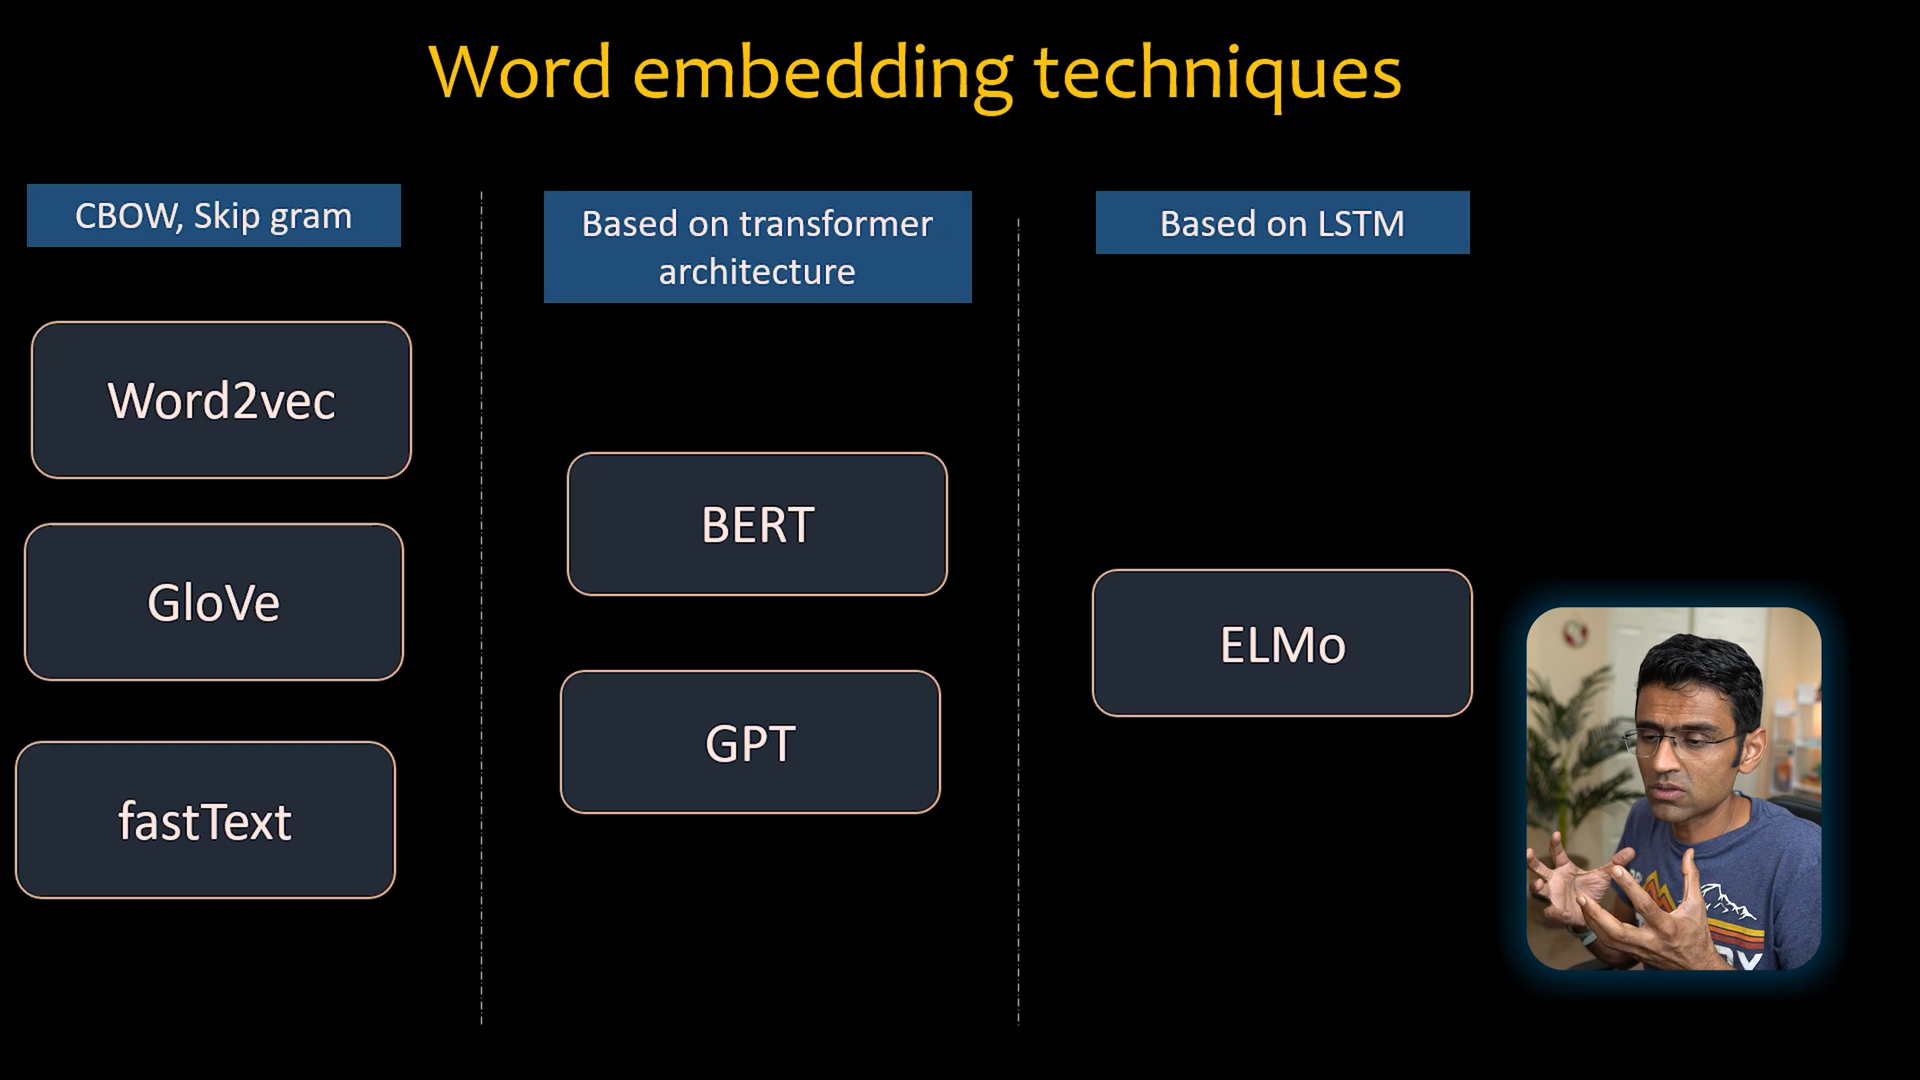 Word embedding techniques
CBOW, Skip gram
Word2vec
GloVe
fastText
Based on transformer
architecture
BERT
GPT
Based on LSTM
ELMo